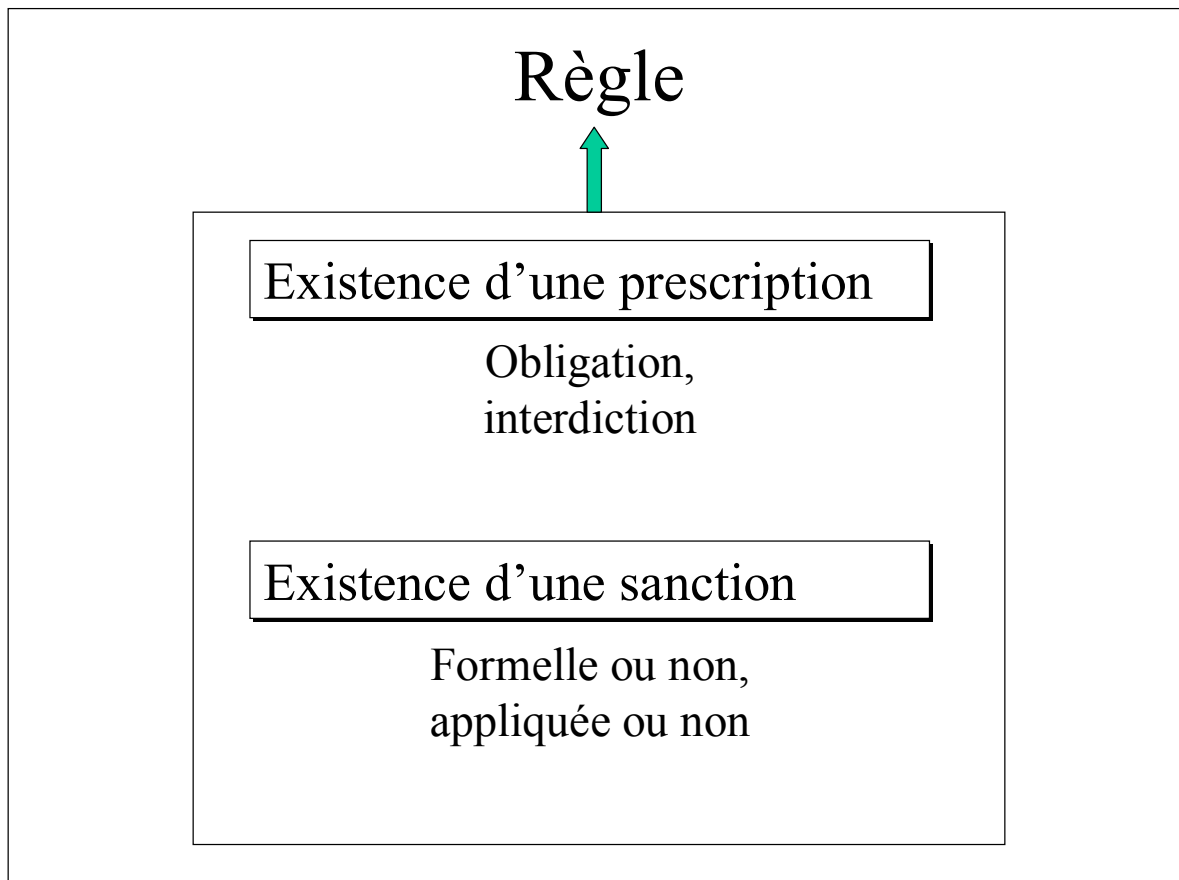 Règle
Existence d’une prescription
Obligation,
interdiction
Existence d’une sanction
Formelle ou non,
appliquée ou non